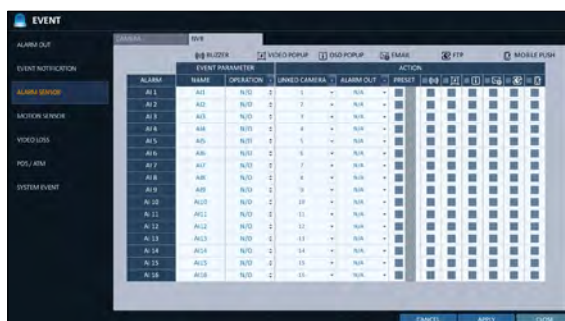 EVENT
CAMERA NVR
ALARM OUT
EVENT NOTIFICATION
ALARM SENSOR
MOTION SENSOR
VIDEO LOSS
POS / ATM
SYSTEM EVENT
BUZZER VIDEO POPUP OSD POPUP EMAIL FTP MOBILE PUSH
EVENT PARAMETER ACTION
ALARM NAME OPERATION LINKED CAMERA ALARM OUT PRESET
AI 1 AI1 N/O 1 N/A
AI 2 AI2 N/O 2 N/A
AI 3 AI3 N/O 3 N/A
AI 4 AI4 N/O 4 N/A
AI 5 AI5 N/O 5 N/A
AI 6 AI6 N/O 6 N/A
AI 7 AI7 N/O 7 N/A
AI 8 AI8 N/O 8 N/A
AI 9 AI9 N/O 9 N/A
AI 10 AI10 N/O 10 N/A
AI 11 AI11 N/O 11 N/A
AI 12 AI12 N/O 12 N/A
AI 13 AI13 N/O 13 N/A
AI 14 AI14 N/O 14 N/A
AI 15 AI15 N/O 15 N/A
AI 16 AI16 N/O 16 N/A
CANCEL APPLY CLOSE